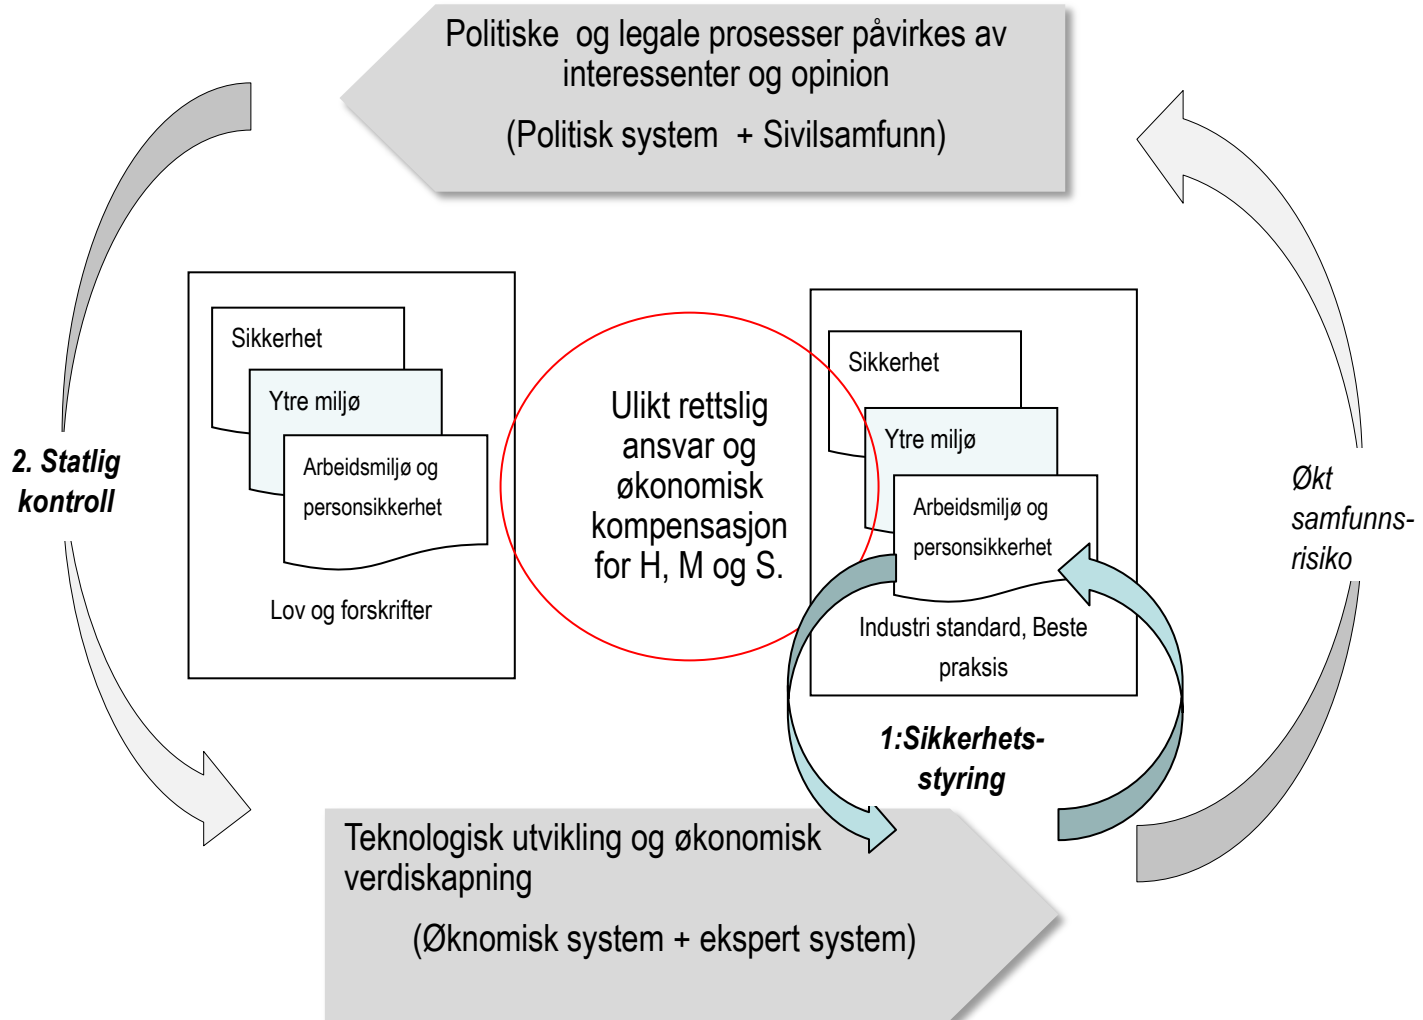 Politiske og legale prosesser påvirkes av
interessenter og opinion
(Politisk system + Sivilsamfunn)
Sikkerhet
Ytre miljø
Arbeidsmiljø og
personsikkerhet
Lov og forskrifter
2. Statlig
kontroll
Ulikt rettslig
ansvar og
økonomisk
kompensasjon
for H, M og S.
Sikkerhet
Ytre miljø
Arbeidsmiljø og
personsikkerhet
Industri standard, Beste
praksis
Økt
samfunns-
risiko
1:Sikkerhets-
styring
Teknologisk utvikling og økonomisk
verdiskapning
(Øknomisk system + ekspert system)